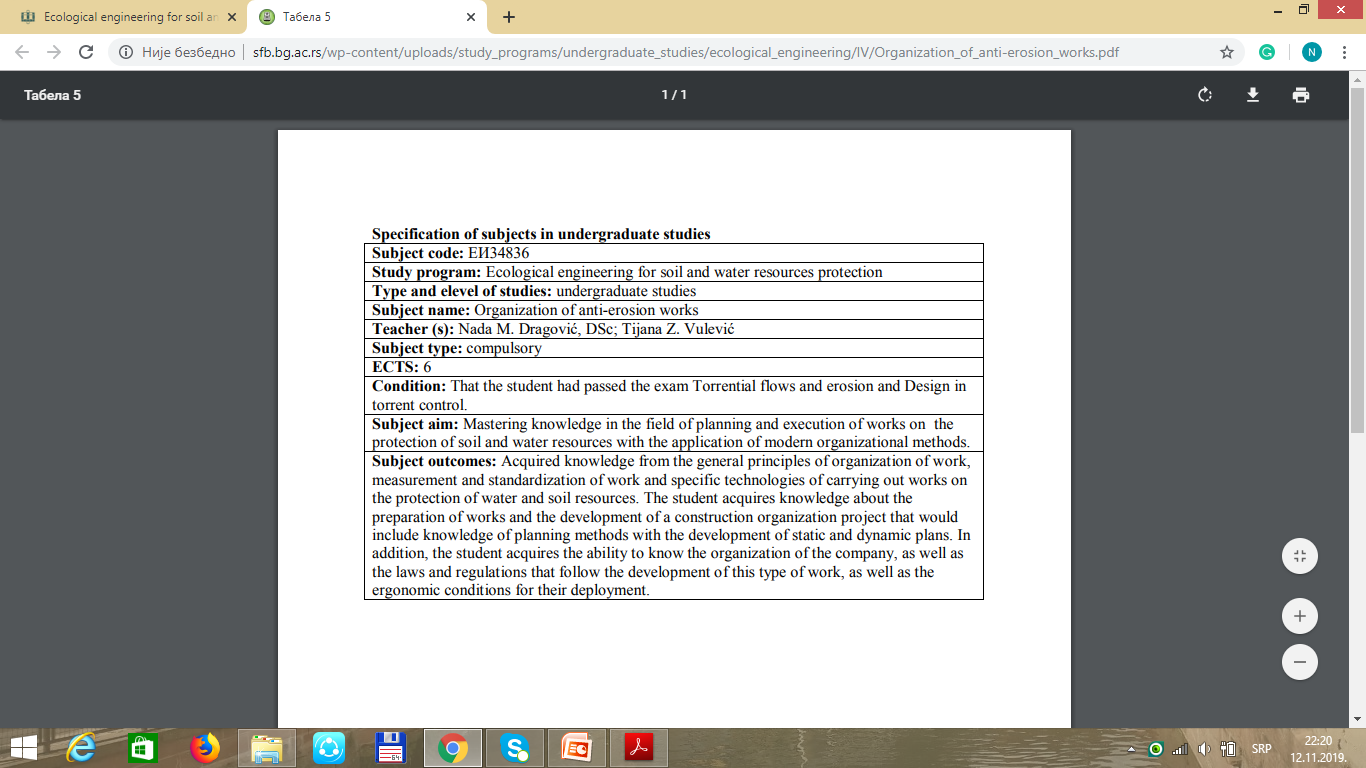 Ecological engineering for soil an
Табела 5
Није безбедно
sfb.bg.ac.rs/wp-content/uploads/study_programs/undergraduate_studies/ecological_engineering/IV/Organization_of_anti-erosion_works.pdf
N
Табела 5
1 / 1
Specification of subjects in undergraduate studies
Subject code: ЕИ34836
Study program: Ecological engineering for soil and water resources protection
Type and elevel of studies: undergraduate studies
Subject name: Organization of anti-erosion works
Teacher (s): Nada M. Dragović, DSc; Tijana Z. Vulević
Subject type: compulsory
ECTS: 6
Condition: That the student had passed the exam Torrential flows and erosion and Design in
torrent control.
Subject aim: Mastering knowledge in the field of planning and execution of works on the
protection of soil and water resources with the application of modern organizational methods.
Subject outcomes: Acquired knowledge from the general principles of organization of work,
measurement and standardization of work and specific technologies of carrying out works on
the protection of water and soil resources. The student acquires knowledge about the
preparation of works and the development of a construction organization project that would
include knowledge of planning methods with the development of static and dynamic plans. In
addition, the student acquires the ability to know the organization of the company, as well as
the laws and regulations that follow the development of this type of work, as well as the
ergonomic conditions for their deployment.
64
SRP
22:20
12.11.2019.